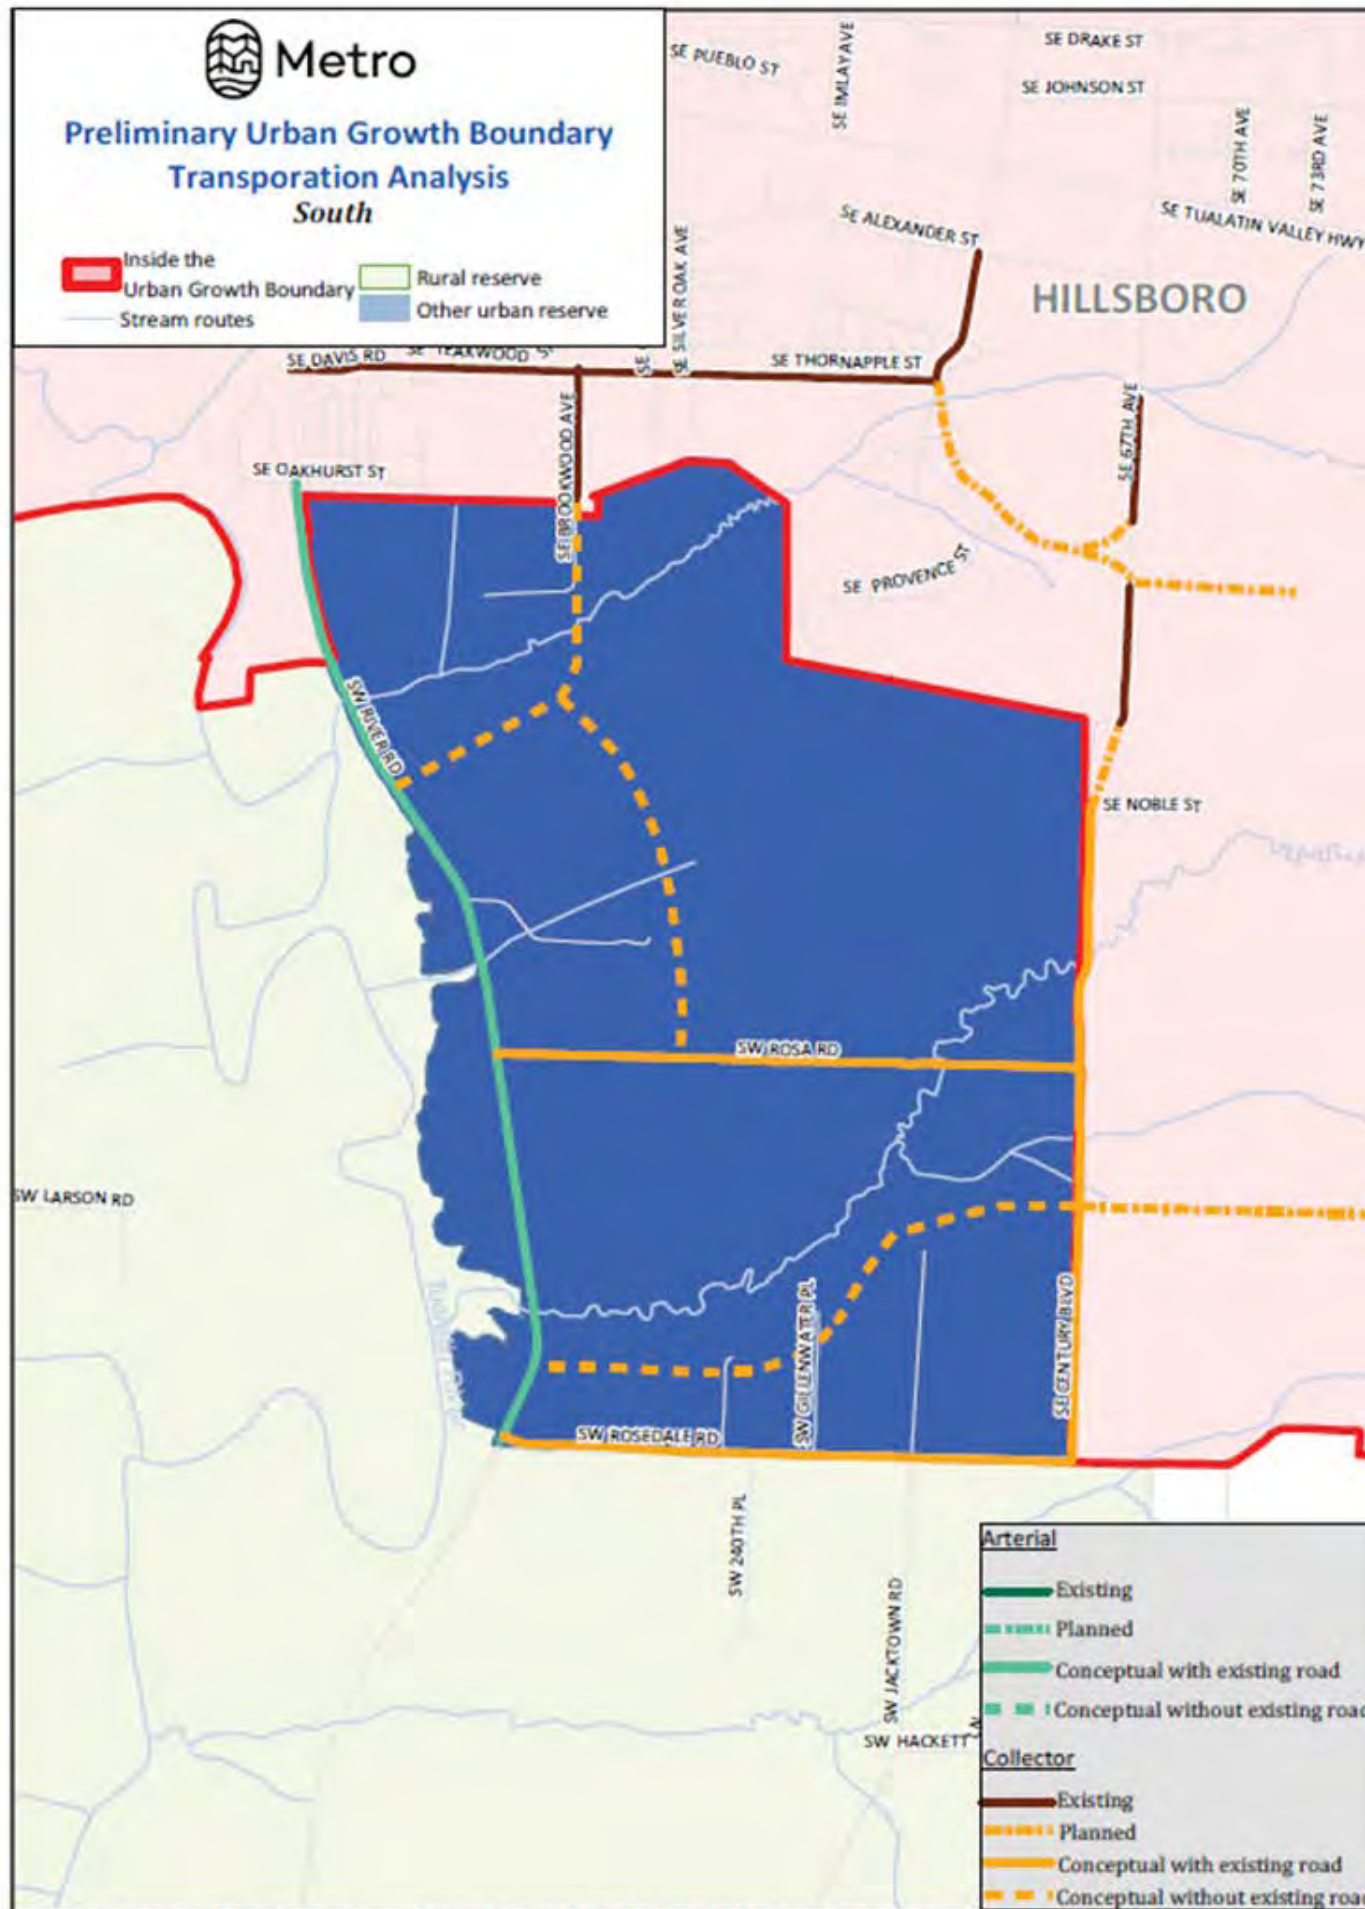 Metro
Preliminary Urban Growth Boundary
Transporation Analysis
South
Inside the
Urban Growth Boundary
Stream routes
Rural reserve
Other urban reserve
SE PUEBLO ST
SE IMLAY AVE
SE DRAKE ST
SE JOHNSON ST
SE 70TH AVE
SE 73RD AVE
SE ALEXANDER ST
SE TUALATIN VALLEY HWY
SE SILVER OAK AVE
HILLSBORO
SE DAVIS RD
SE TEAKWOOD ST
SE THORNAPPLE ST
SE BROOKWOOD AVE
SE 67TH AVE
SE OAKHURST ST
SE PROVENCE ST
SW RIVER RD
SE NOBLE ST
SW ROSA RD
SW LARSON RD
SW GILLENWATER PL
SE CENTURY BLVD
SW ROSEDALE RD
SW 240TH PL
SW JACKTOWN RD
SW HACKETT
Arterial
Existing
Planned
Conceptual with existing road
Conceptual without existing road
Collector
Existing
Planned
Conceptual with existing road
Conceptual without existing road